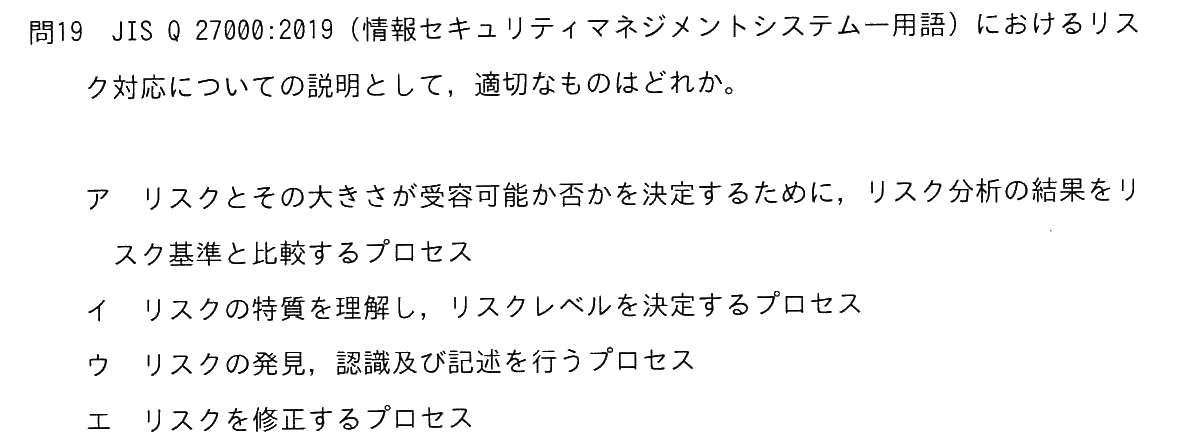 問19 JIS Q 27000:2019（情報セキュリティマネジメントシステム—用語）におけるリス
ク対応についての説明として，適切なものはどれか。
ア リスクとその大きさが受容可能か否かを決定するために，リスク分析の結果をリ
スク基準と比較するプロセス
イ リスクの特質を理解し，リスクレベルを決定するプロセス
ウ リスクの発見，認識及び記述を行うプロセス
エ リスクを修正するプロセス